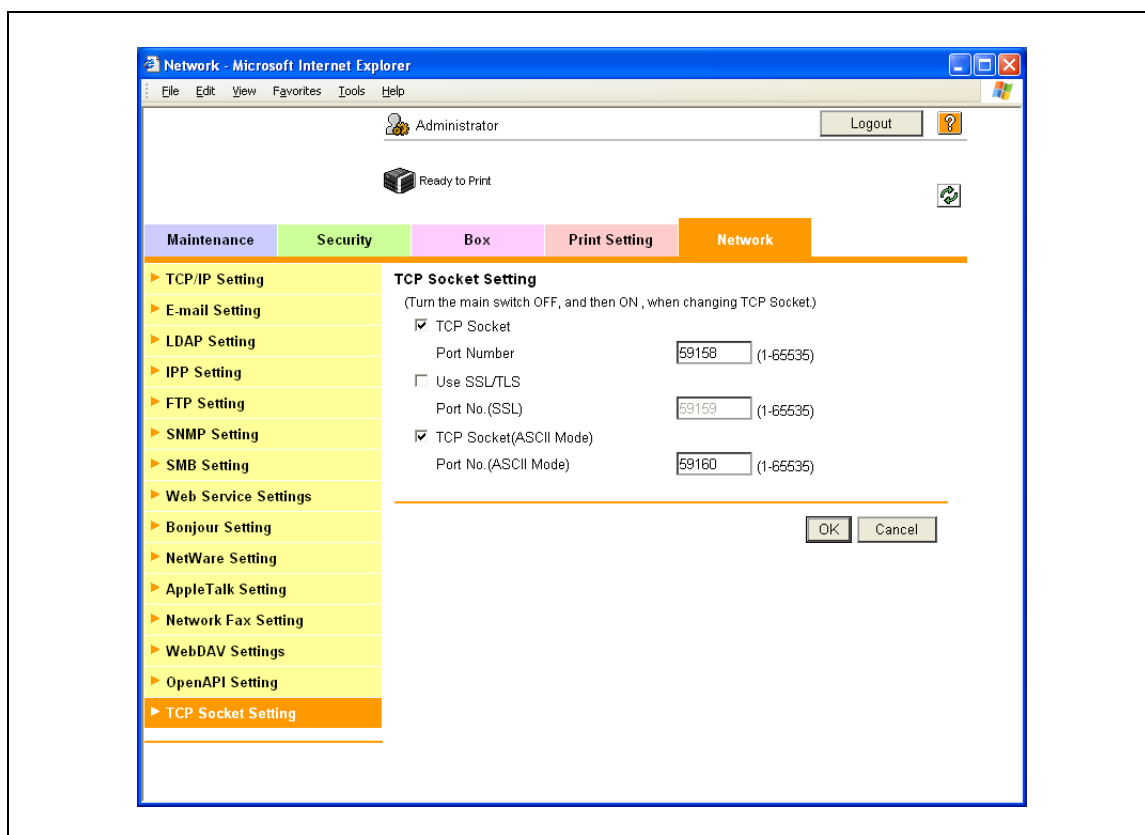 Network - Microsoft Internet Explorer
File Edit View Favorites Tools Help
Administrator Logout ?
Ready to Print
Maintenance Security Box Print Setting Network
TCP/IP Setting
E-mail Setting
LDAP Setting
IPP Setting
FTP Setting
SNMP Setting
SMB Setting
Web Service Settings
Bonjour Setting
NetWare Setting
AppleTalk Setting
Network Fax Setting
WebDAV Settings
OpenAPI Setting
TCP Socket Setting
TCP Socket Setting
(Turn the main switch OFF, and then ON , when changing TCP Socket.)
TCP Socket
Port Number 59158 (1-65535)
Use SSL/TLS
Port No.(SSL) 59159 (1-65535)
TCP Socket(ASCII Mode)
Port No.(ASCII Mode) 59160 (1-65535)
OK Cancel